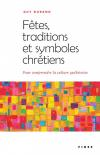 GUY DURAND
Fêtes,
traditions
et symboles
chrétiens
Pour comprendre la culture québécoise
FIDES